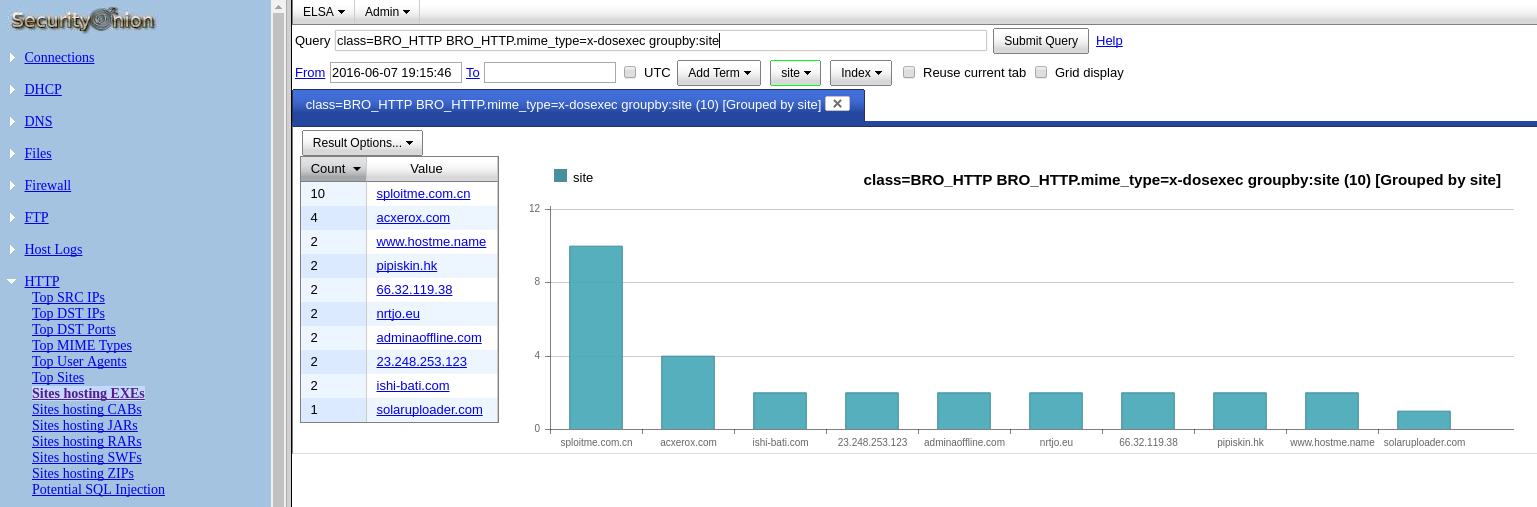 Security Onion
Connections
DHCP
DNS
Files
Firewall
FTP
Host Logs
HTTP
Top SRC IPs
Top DST IPs
Top DST Ports
Top MIME Types
Top User Agents
Top Sites
Sites hosting EXEs
Sites hosting CABs
Sites hosting JARs
Sites hosting RARs
Sites hosting SWFs
Sites hosting ZIPs
Potential SQL Injection
ELSA Admin
Query class=BRO_HTTP BRO_HTTP.mime_type=x-dosexec groupby:site Submit Query Help
From 2016-06-07 19:15:46 To UTC Add Term site Index Reuse current tab Grid display
class=BRO_HTTP BRO_HTTP.mime_type=x-dosexec groupby:site (10) [Grouped by site] ✕
Result Options...
Count Value
10 sploitme.com.cn
4 acxerox.com
2 www.hostme.name
2 pipiskin.hk
2 66.32.119.38
2 nrtjo.eu
2 adminaoffline.com
2 23.248.253.123
2 ishi-bati.com
1 solaruploader.com
site
class=BRO_HTTP BRO_HTTP.mime_type=x-dosexec groupby:site (10) [Grouped by site]
12
8
4
0
sploitme.com.cn acxerox.com ishi-bati.com 23.248.253.123 adminaoffline.com nrtjo.eu 66.32.119.38 pipiskin.hk www.hostme.name solaruploader.com